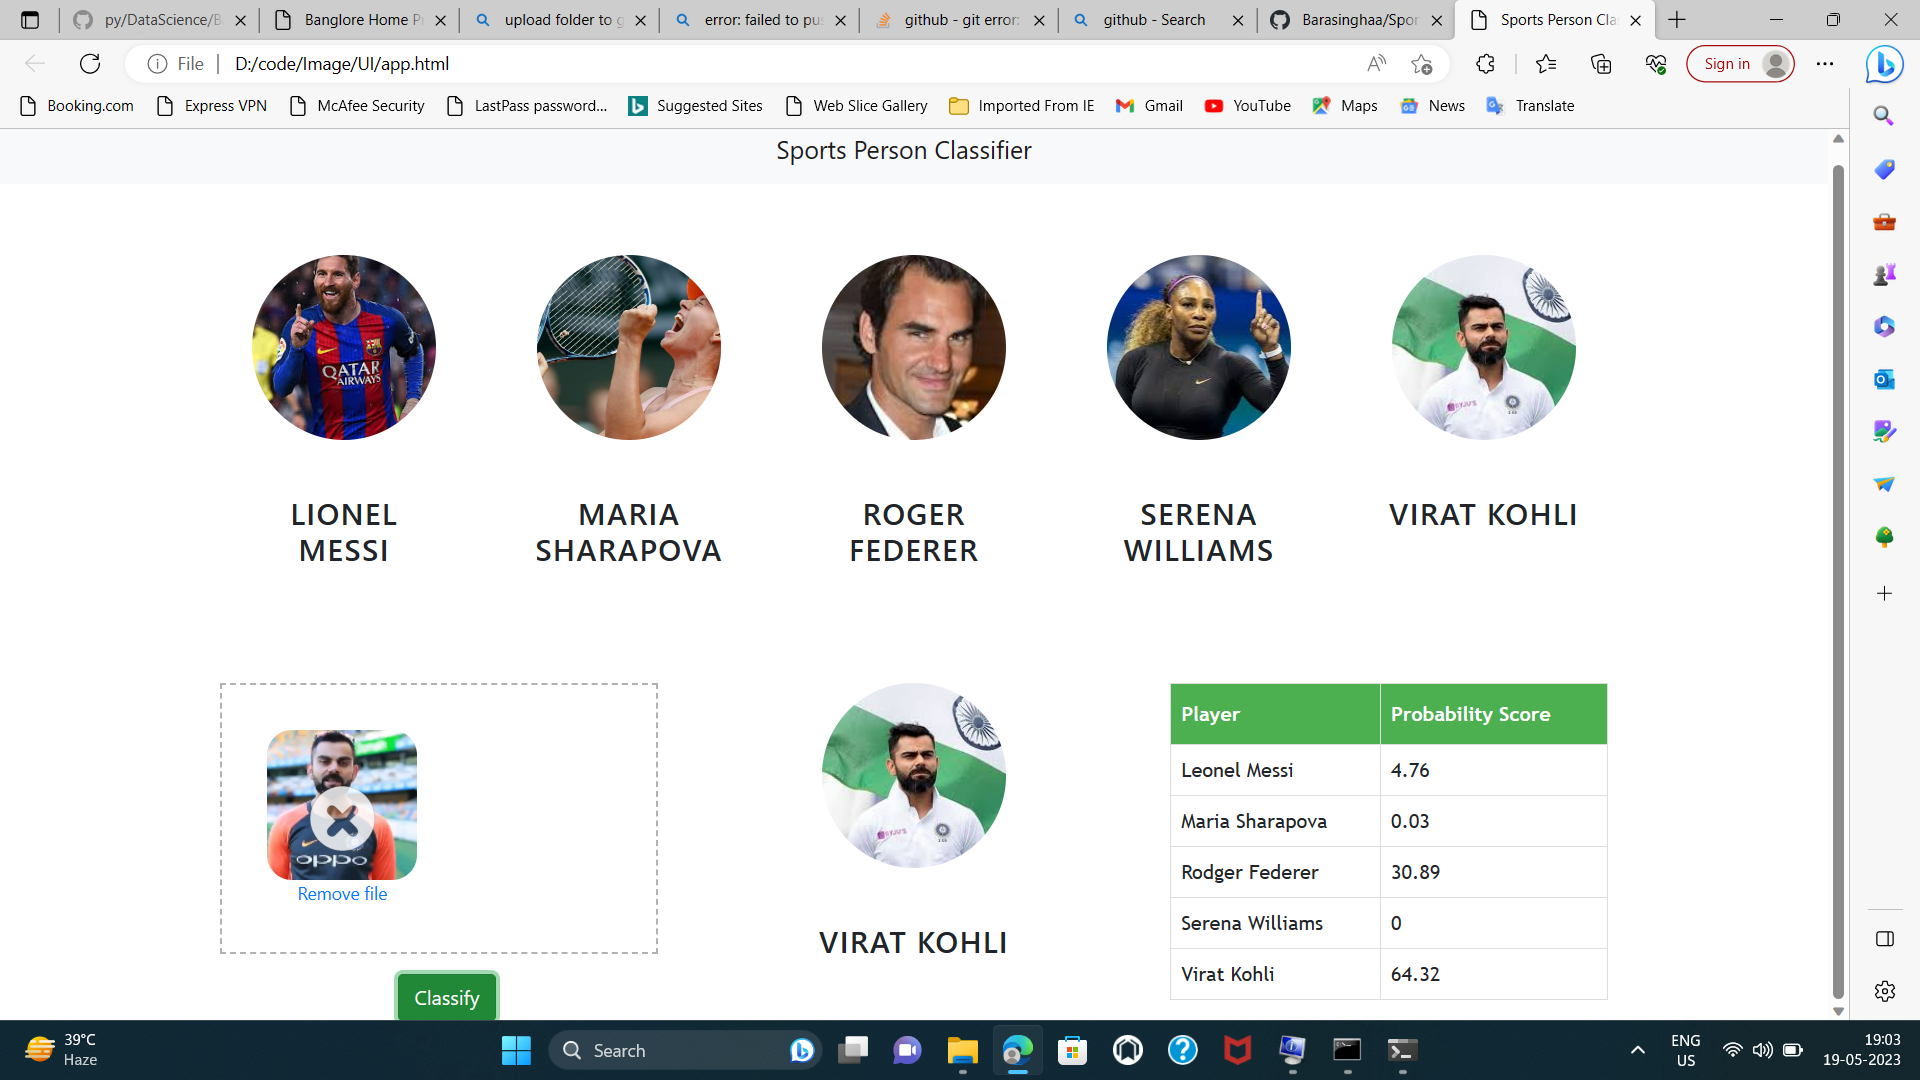 py/DataScience/B
Banglore Home P
upload folder to g
error: failed to pu
github - git error:
github - Search
Barasinghaa/Spor
Sports Person Cla
File
D:/code/Image/UI/app.html
Sign in
Booking.com
Express VPN
McAfee Security
LastPass password...
Suggested Sites
Web Slice Gallery
Imported From IE
Gmail
YouTube
Maps
News
Translate
Sports Person Classifier
QATAR
AIRWAYS
BYJU'S
LIONEL
MESSI
MARIA
SHARAPOVA
ROGER
FEDERER
SERENA
WILLIAMS
VIRAT KOHLI
oppo
Remove file
Classify
BYJU'S
VIRAT KOHLI
Player Probability Score
Leonel Messi 4.76
Maria Sharapova 0.03
Rodger Federer 30.89
Serena Williams 0
Virat Kohli 64.32
39°C
Haze
Search
ENG
US
19:03
19-05-2023